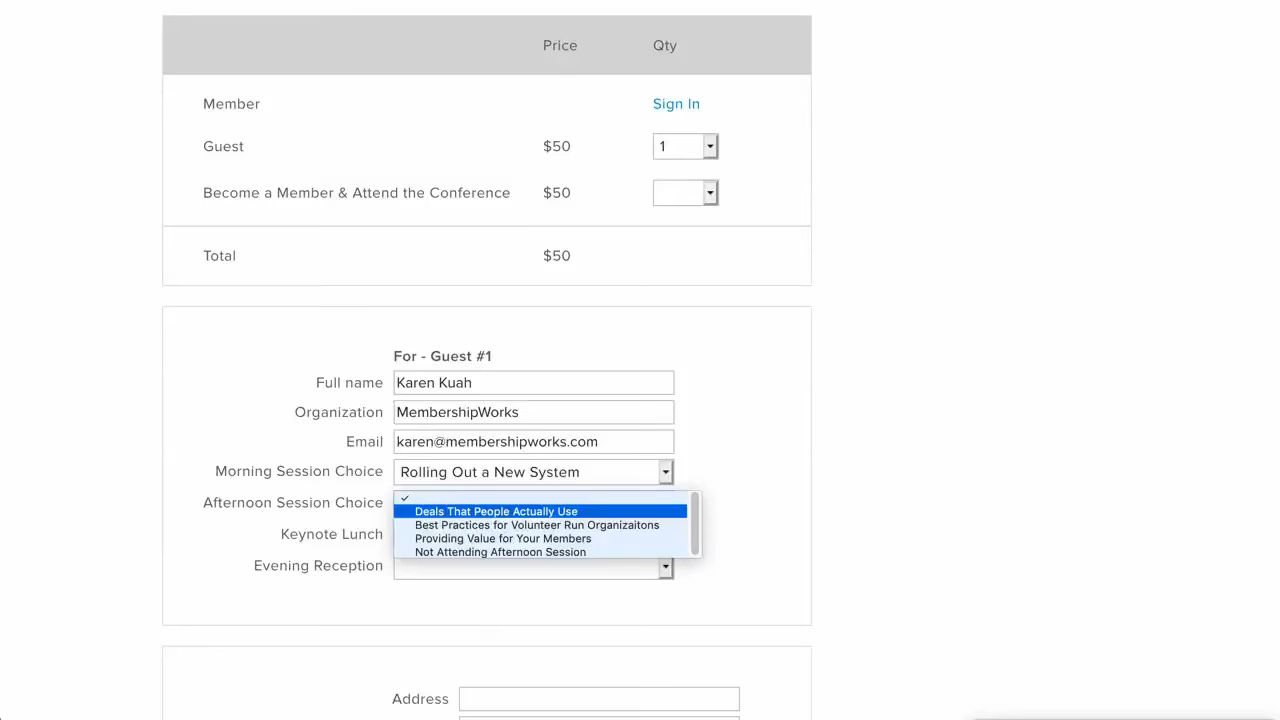 Price Qty
Member Sign In
Guest $50 1
Become a Member & Attend the Conference $50
Total $50
For - Guest #1
Full name Karen Kuah
Organization MembershipWorks
Email karen@membershipworks.com
Morning Session Choice Rolling Out a New System
Afternoon Session Choice
Deals That People Actually Use
Best Practices for Volunteer Run Organizaitons
Keynote Lunch
Providing Value for Your Members
Not Attending Afternoon Session
Evening Reception
Address